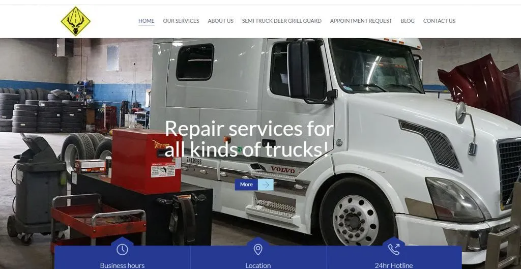 HOME OUR SERVICES ABOUT US SEMI TRUCK DEER GRILL GUARD APPOINTMENT REQUEST BLOG CONTACT US
Repair services for
all kinds of trucks!
VOLVO
More
Business hours Location 24hr Hotline